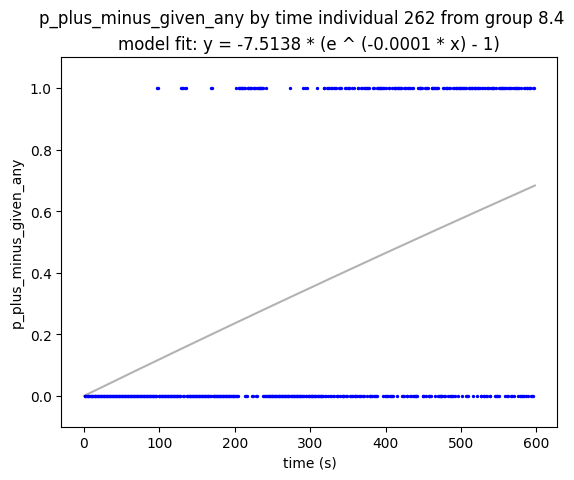 p_plus_minus_given_any by time individual 262 from group 8.4
model fit: y = -7.5138 * (e ^ (-0.0001 * x) - 1)
1.0
0.8
0.6
0.4
0.2
0.0
p_plus_minus_given_any
0 100 200 300 400 500 600
time (s)